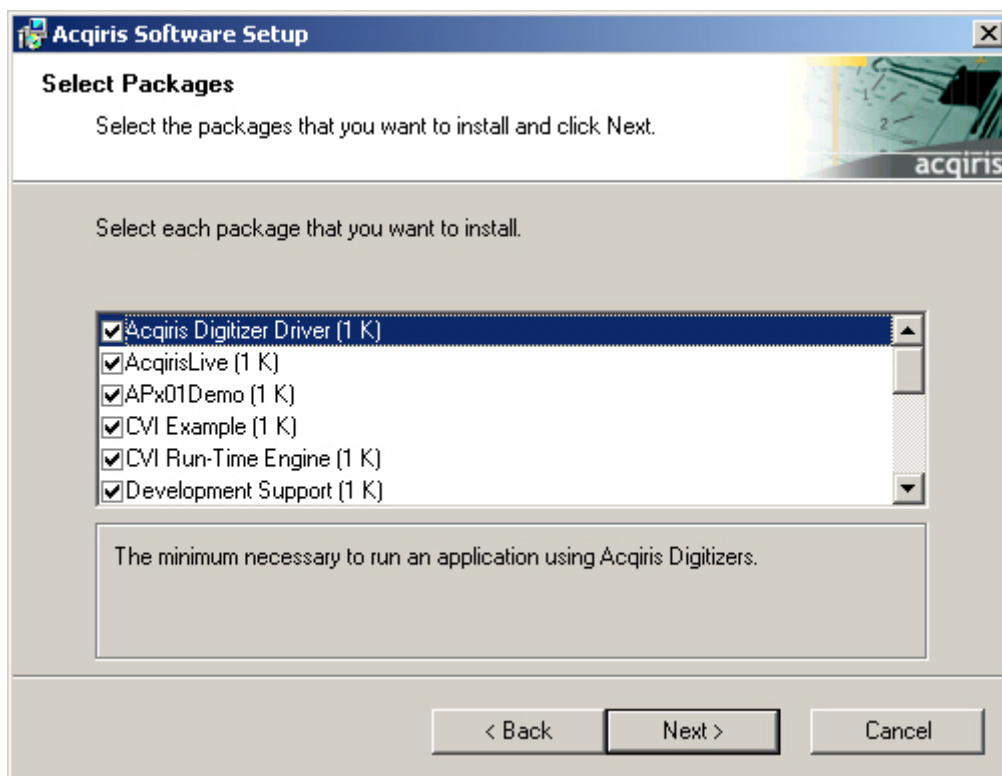 Acqiris Software Setup
Select Packages
Select the packages that you want to install and click Next.
1
2
acqiris
Select each package that you want to install.
Acqiris Digitizer Driver (1 K)
AcqirisLive (1 K)
APx01Demo (1 K)
CVI Example (1 K)
CVI Run-Time Engine (1 K)
Development Support (1 K)
The minimum necessary to run an application using Acqiris Digitizers.
< Back
Next >
Cancel